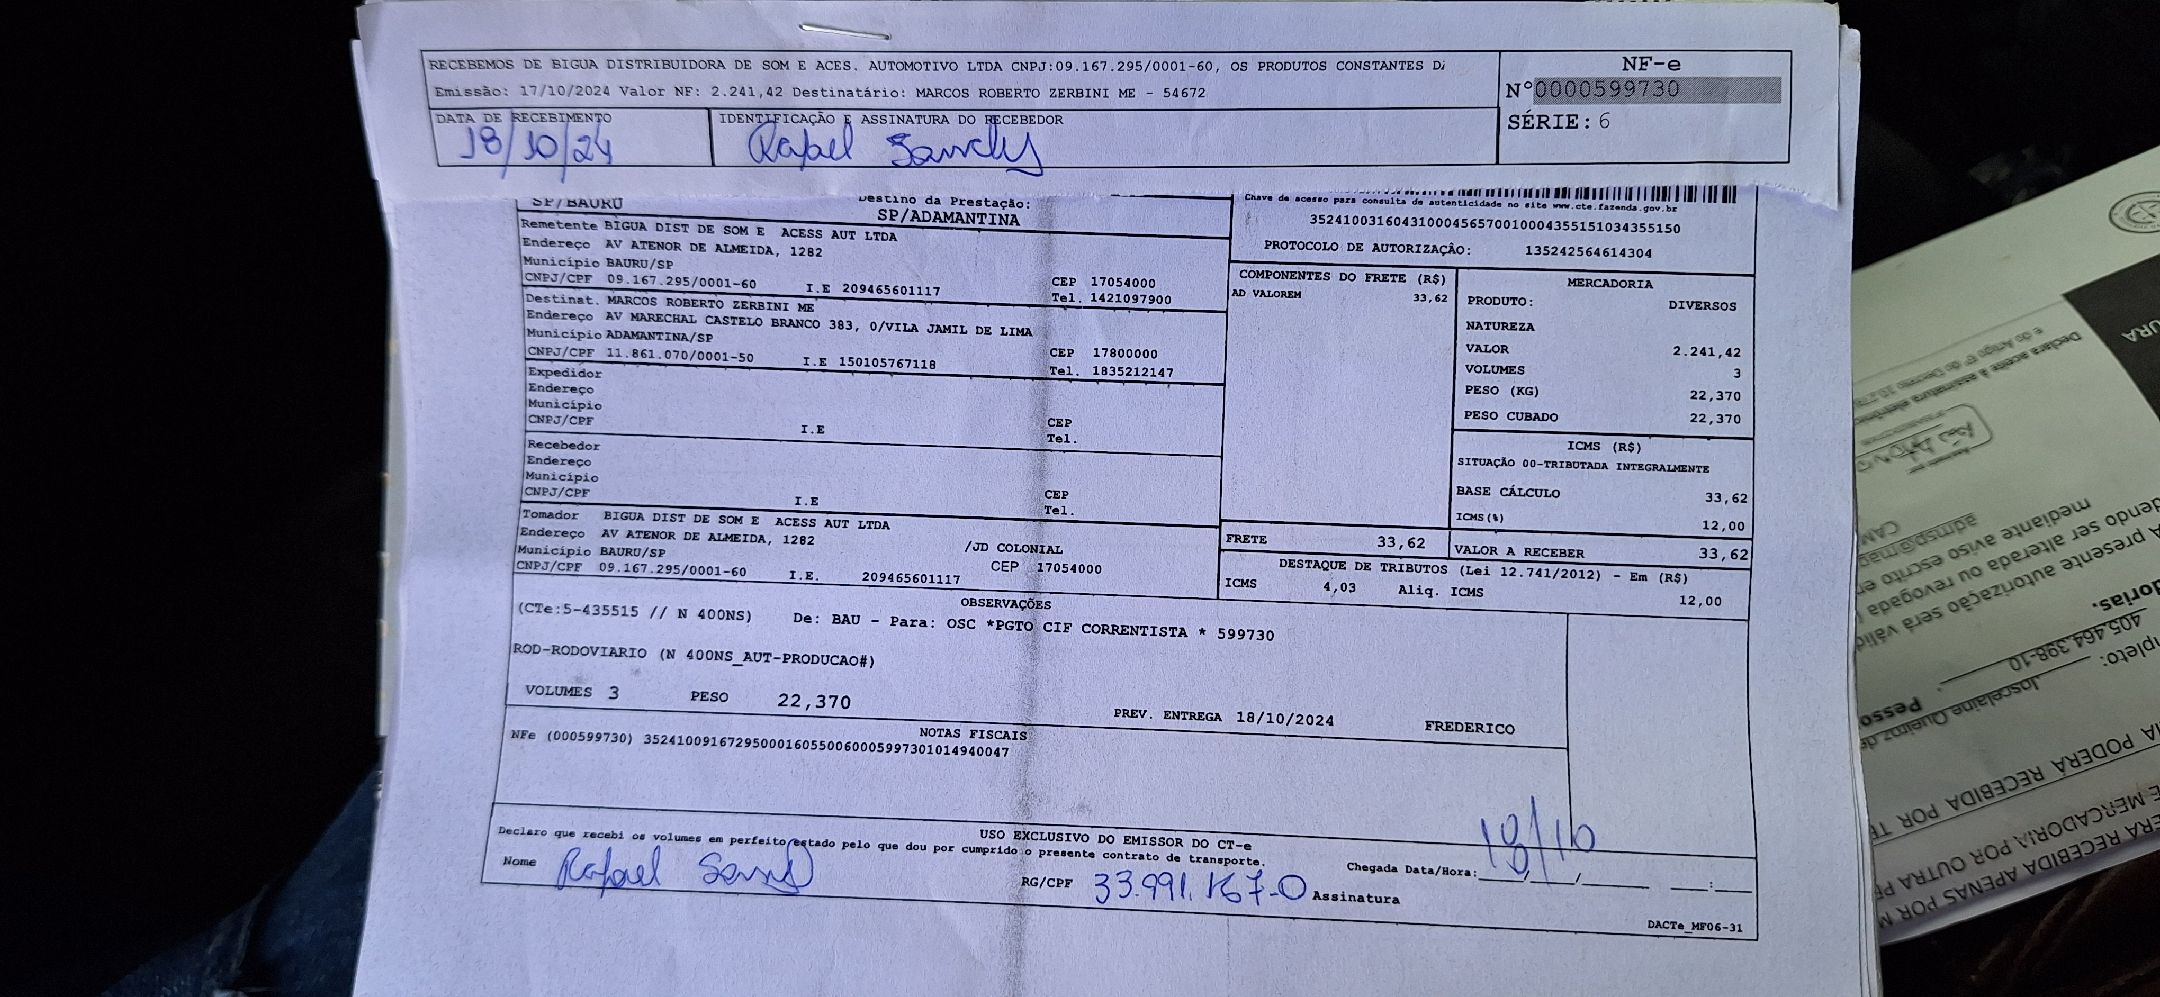 RECEBEMOS DE BIGUA DISTRIBUIDORA DE SOM E ACES. AUTOMOTIVO LTDA CNPJ:09.167.295/0001-60, OS PRODUTOS CONSTANTES
Emissão: 17/10/2024 Valor NF: 2.241,42 Destinatário: MARCOS ROBERTO ZERBINI ME - 54672
NF-e
Nº0000599730
SÉRIE: 6
DATA DE RECEBIMENTO
18/10/24
IDENTIFICAÇÃO E ASSINATURA DO RECEBEDOR
Rafael
SP/BAURU
Destino da Prestação:
SP/ADAMANTINA
Chave de acesso para consulta de autenticidade no site www.cte.fazenda.gov.br
35241003160431000456570010004355151034355150
PROTOCOLO DE AUTORIZAÇÃO: 135242564614304
Remetente BIGUA DIST DE SOM E ACESS AUT LTDA
Endereço AV ATENOR DE ALMEIDA, 1282
Município BAURU/SP
CNPJ/CPF 09.167.295/0001-60 I.E 209465601117
CEP 17054000
Tel. 1421097900
Destinat. MARCOS ROBERTO ZERBINI ME
Endereço AV MARECHAL CASTELO BRANCO 383, 0/VILA JAMIL DE LIMA
Município ADAMANTINA/SP
CNPJ/CPF 11.861.070/0001-50 I.E 150105767118
CEP 17800000
Tel. 1835212147
Expedidor
Endereço
Município
CNPJ/CPF I.E
CEP
Tel.
Recebedor
Endereço
Município
CNPJ/CPF I.E
CEP
Tel.
Tomador BIGUA DIST DE SOM E ACESS AUT LTDA
Endereço AV ATENOR DE ALMEIDA, 1282 /JD COLONIAL
Município BAURU/SP CEP 17054000
CNPJ/CPF 09.167.295/0001-60 I.E. 209465601117
COMPONENTES DO FRETE (R$)
AD VALOREM 33,62
MERCADORIA
PRODUTO: DIVERSOS
NATUREZA
VALOR 2.241,42
VOLUMES 3
PESO (KG) 22,370
PESO CUBADO 22,370
ICMS (R$)
SITUAÇÃO 00-TRIBUTADA INTEGRALMENTE
BASE CÁLCULO 33,62
ICMS(%) 12,00
FRETE 33,62
VALOR A RECEBER 33,62
DESTAQUE DE TRIBUTOS (Lei 12.741/2012) - Em (R$)
ICMS 4,03 Aliq. ICMS 12,00
OBSERVAÇÕES
(CTe:5-435515 // N 400NS) De: BAU - Para: OSC *PGTO CIF CORRENTISTA * 599730
ROD-RODOVIARIO (N 400NS_AUT-PRODUCAO#)
VOLUMES 3 PESO 22,370
PREV. ENTREGA 18/10/2024 FREDERICO
NOTAS FISCAIS
NFe (000599730) 35241009167295000160550060005997301014940047
USO EXCLUSIVO DO EMISSOR DO CT-e
Declaro que recebi os volumes em perfeito estado pelo que dou por cumprido o presente contrato de transporte.
Nome Rafael
RG/CPF 33.991.167-0 Assinatura
Chegada Data/Hora: 18/10
DACTe_MF06-31